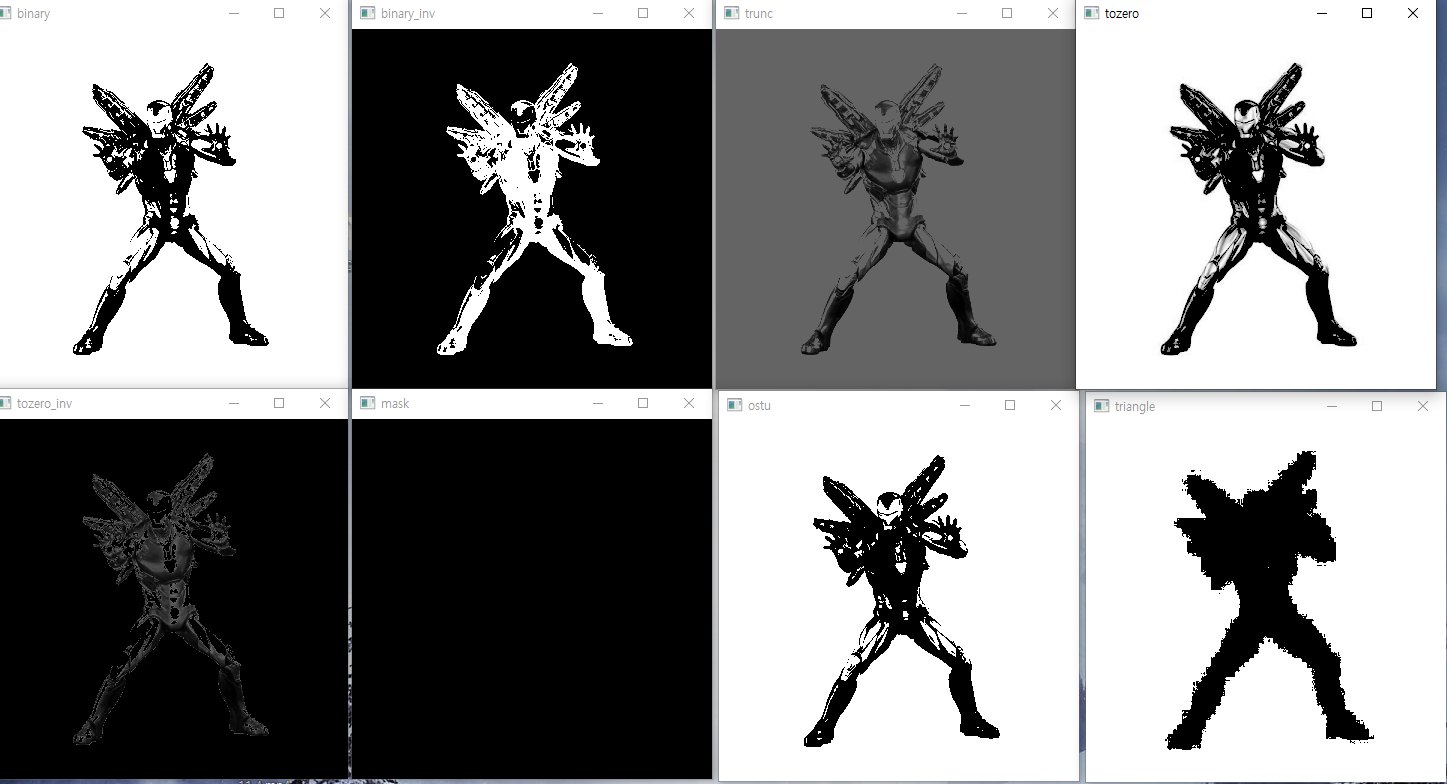 binary
binary_inv
trunc
tozero
tozero_inv
mask
ostu
triangle